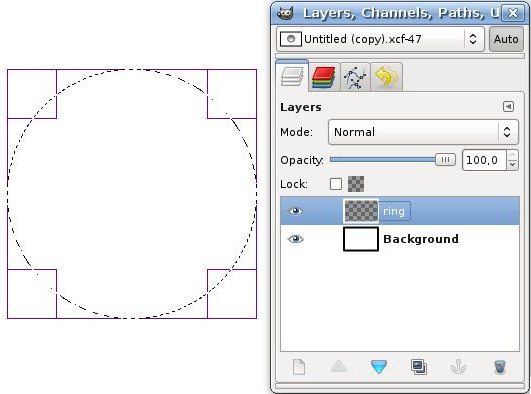 Layers, Channels, Paths, U
Untitled (copy).xcf-47
Auto
Layers
Mode: Normal
Opacity: 100,0
Lock:
ring
Background